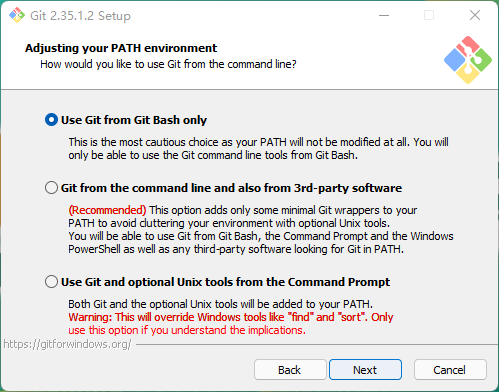 Git 2.35.1.2 Setup
Adjusting your PATH environment
How would you like to use Git from the command line?
Use Git from Git Bash only
This is the most cautious choice as your PATH will not be modified at all. You will
only be able to use the Git command line tools from Git Bash.
Git from the command line and also from 3rd-party software
(Recommended) This option adds only some minimal Git wrappers to your
PATH to avoid cluttering your environment with optional Unix tools.
You will be able to use Git from Git Bash, the Command Prompt and the Windows
PowerShell as well as any third-party software looking for Git in PATH.
Use Git and optional Unix tools from the Command Prompt
Both Git and the optional Unix tools will be added to your PATH.
Warning: This will override Windows tools like "find" and "sort". Only
use this option if you understand the implications.
https://gitforwindows.org/
Back Next Cancel